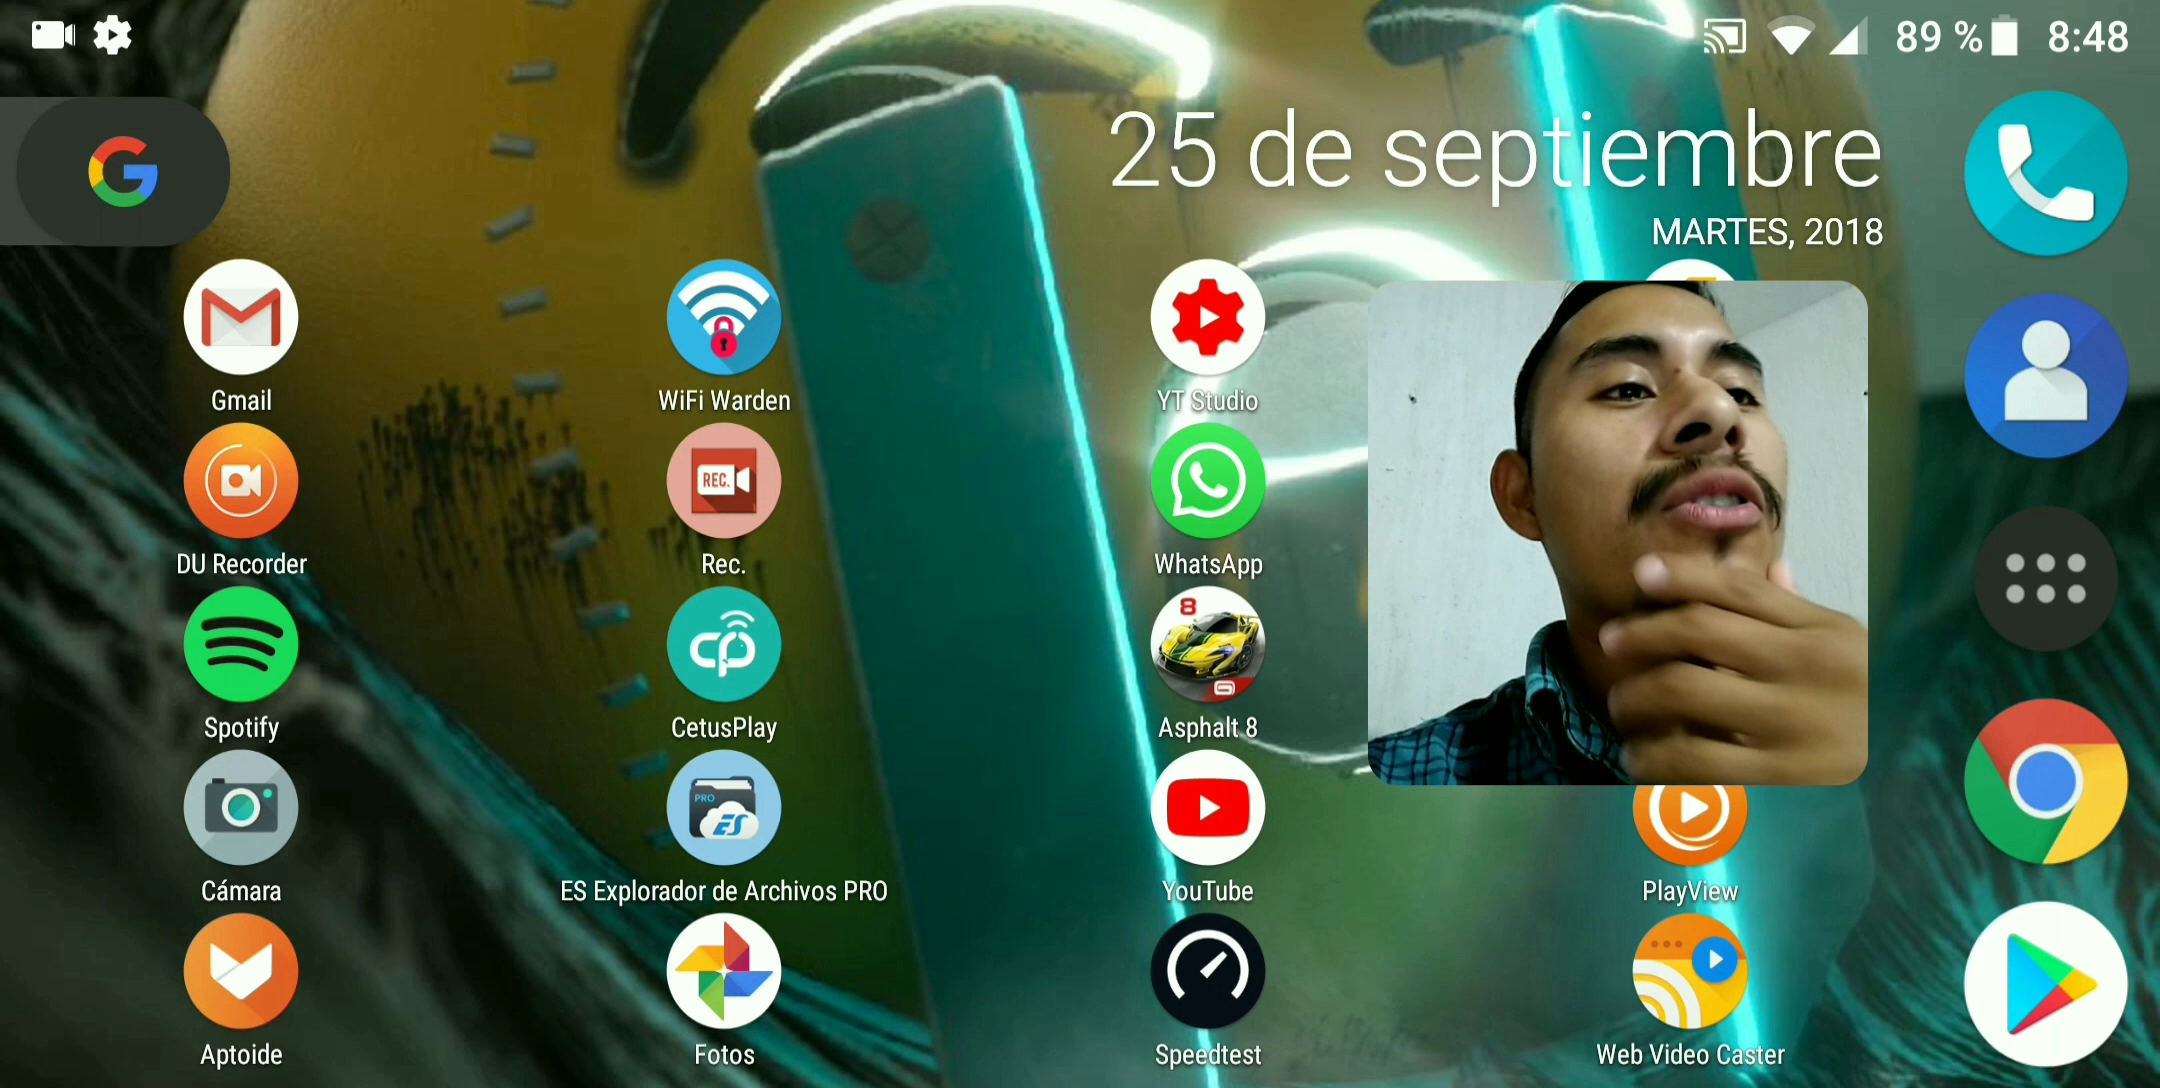 89 % 8:48
25 de septiembre
MARTES, 2018
Gmail
WiFi Warden
YT Studio
DU Recorder
REC.
Rec.
WhatsApp
Spotify
cp
CetusPlay
8
Asphalt 8
Cámara
PRO
ES
ES Explorador de Archivos PRO
YouTube
PlayView
Aptoide
Fotos
Speedtest
Web Video Caster